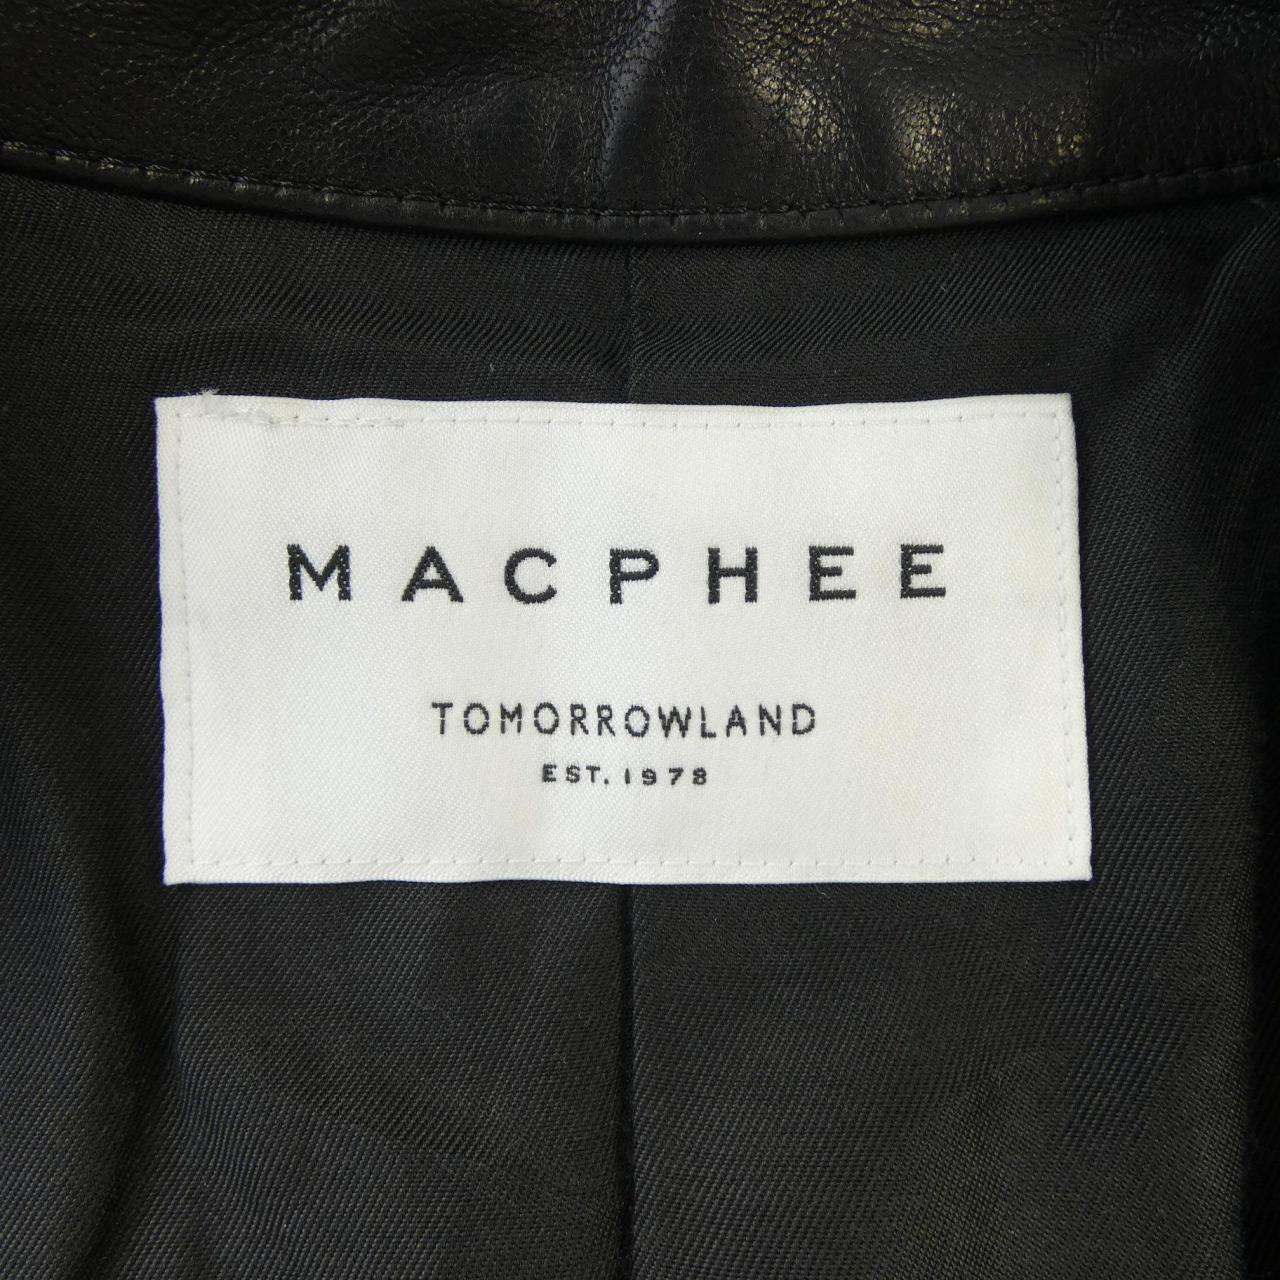 MACPHEE
TOMORROWLAND
EST. 1978